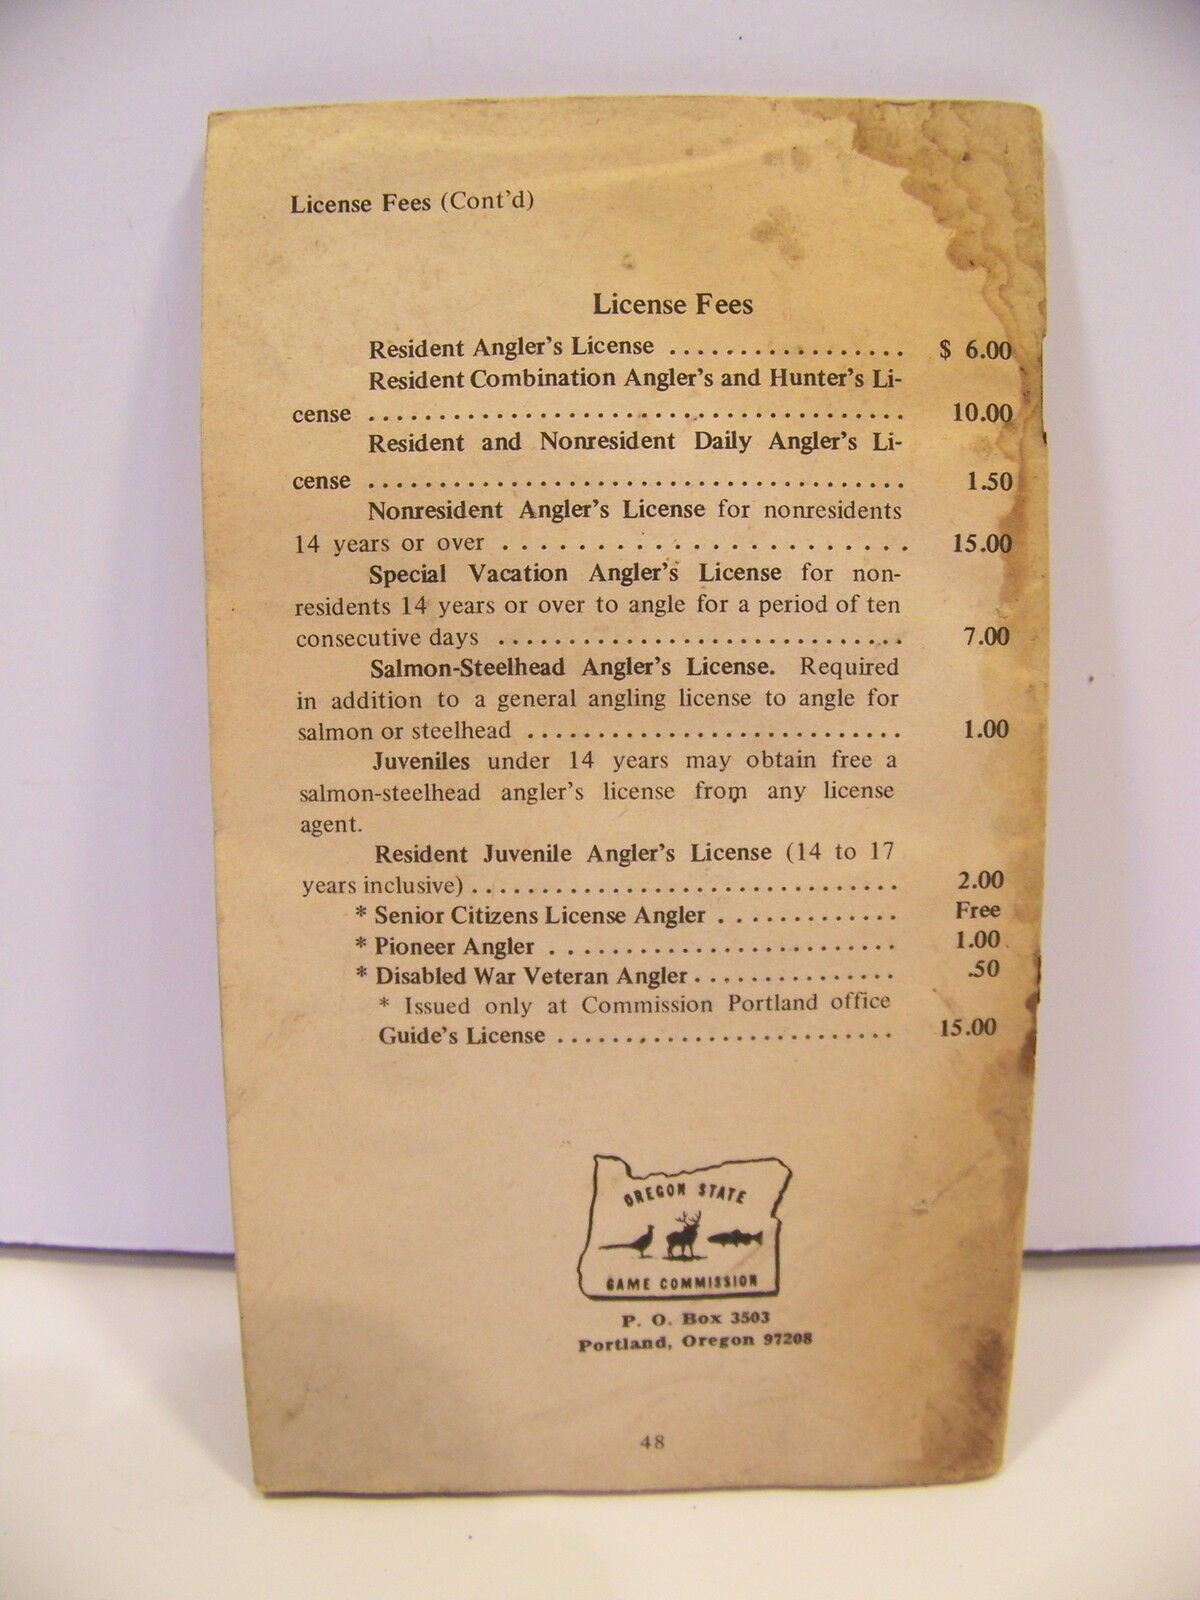 License Fees (Cont'd)
License Fees
Resident Angler's License ................. $ 6.00
Resident Combination Angler's and Hunter's Li-
cense ...................................... 10.00
Resident and Nonresident Daily Angler's Li-
cense ...................................... 1.50
Nonresident Angler's License for nonresidents
14 years or over ........................ 15.00
Special Vacation Angler's License for non-
residents 14 years or over to angle for a period of ten
consecutive days ............................. 7.00
Salmon-Steelhead Angler's License. Required
in addition to a general angling license to angle for
salmon or steelhead ........................... 1.00
Juveniles under 14 years may obtain free a
salmon-steelhead angler's license from any license
agent.
Resident Juvenile Angler's License (14 to 17
years inclusive) .............................. 2.00
* Senior Citizens License Angler ............. Free
* Pioneer Angler ......................... 1.00
* Disabled War Veteran Angler ............... .50
* Issued only at Commission Portland office
Guide's License ........................ 15.00
OREGON STATE
GAME COMMISSION
P. O. Box 3503
Portland, Oregon 97208
48